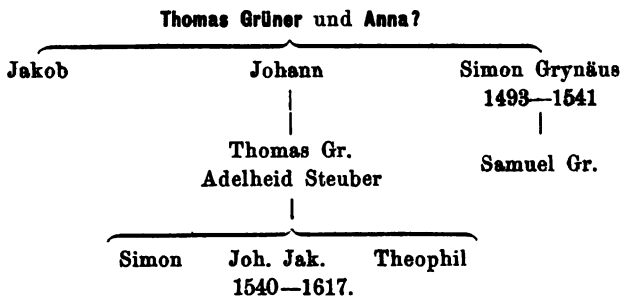 Thomas Grüner und Anna?
Jakob Johann Simon Grynäus
1493—1541
Thomas Gr.
Adelheid Steuber
Samuel Gr.
Simon Joh. Jak. Theophil
1540—1617.